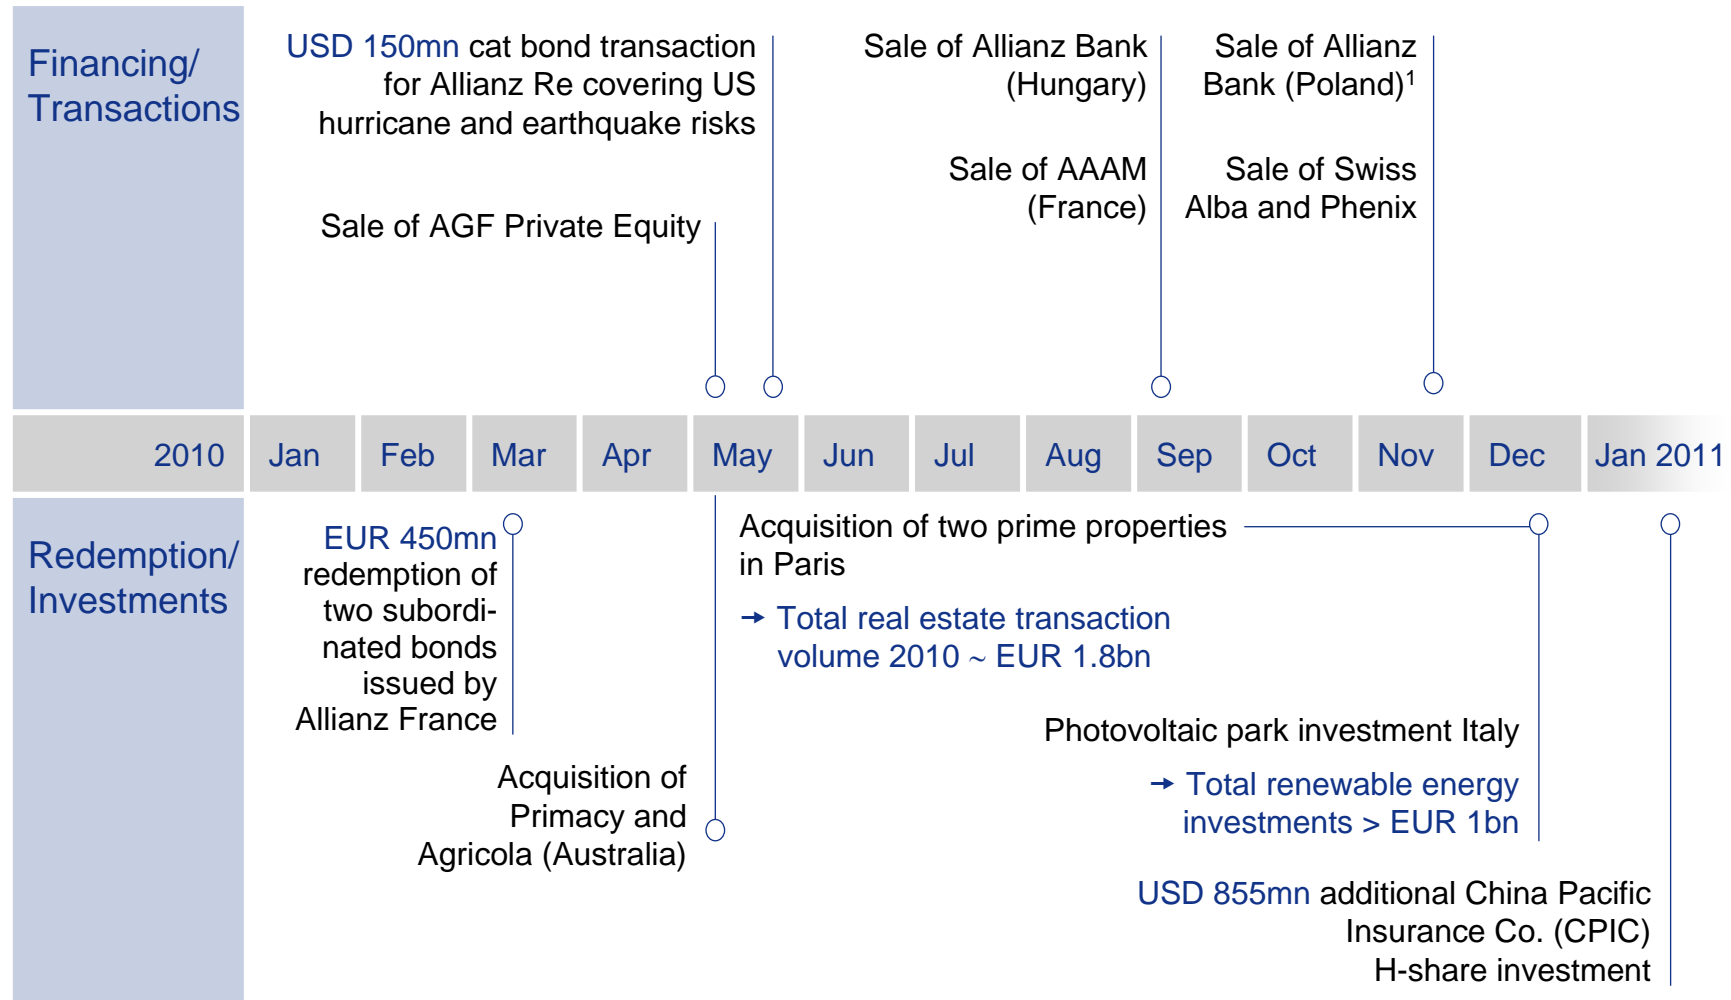 Financing/
Transactions
USD 150mn cat bond transaction
for Allianz Re covering US
hurricane and earthquake risks
Sale of AGF Private Equity
Sale of Allianz Bank
(Hungary)
Sale of AAAM
(France)
Sale of Allianz
Bank (Poland)¹
Sale of Swiss
Alba and Phenix
2010 Jan Feb Mar Apr May Jun Jul Aug Sep Oct Nov Dec Jan 2011
Redemption/
Investments
EUR 450mn
redemption of
two subordi-
nated bonds
issued by
Allianz France
Acquisition of
Primacy and
Agricola (Australia)
Acquisition of two prime properties
in Paris
→ Total real estate transaction
volume 2010 ~ EUR 1.8bn
Photovoltaic park investment Italy
→ Total renewable energy
investments > EUR 1bn
USD 855mn additional China Pacific
Insurance Co. (CPIC)
H-share investment